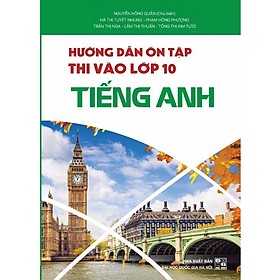 NGUYỄN HỒNG QUÂN (Chủ biên)
HÀ THỊ TUYẾT NHUNG - PHẠM HỒNG PHƯỢNG
TRẦN THỊ NGA - LÂM THỊ THUẦN - TỐNG THỊ KIM TƯƠI
HƯỚNG DẪN ÔN TẬP
THI VÀO LỚP 10
TIẾNG ANH
NHÀ XUẤT BẢN
ĐẠI HỌC QUỐC GIA HÀ NỘI